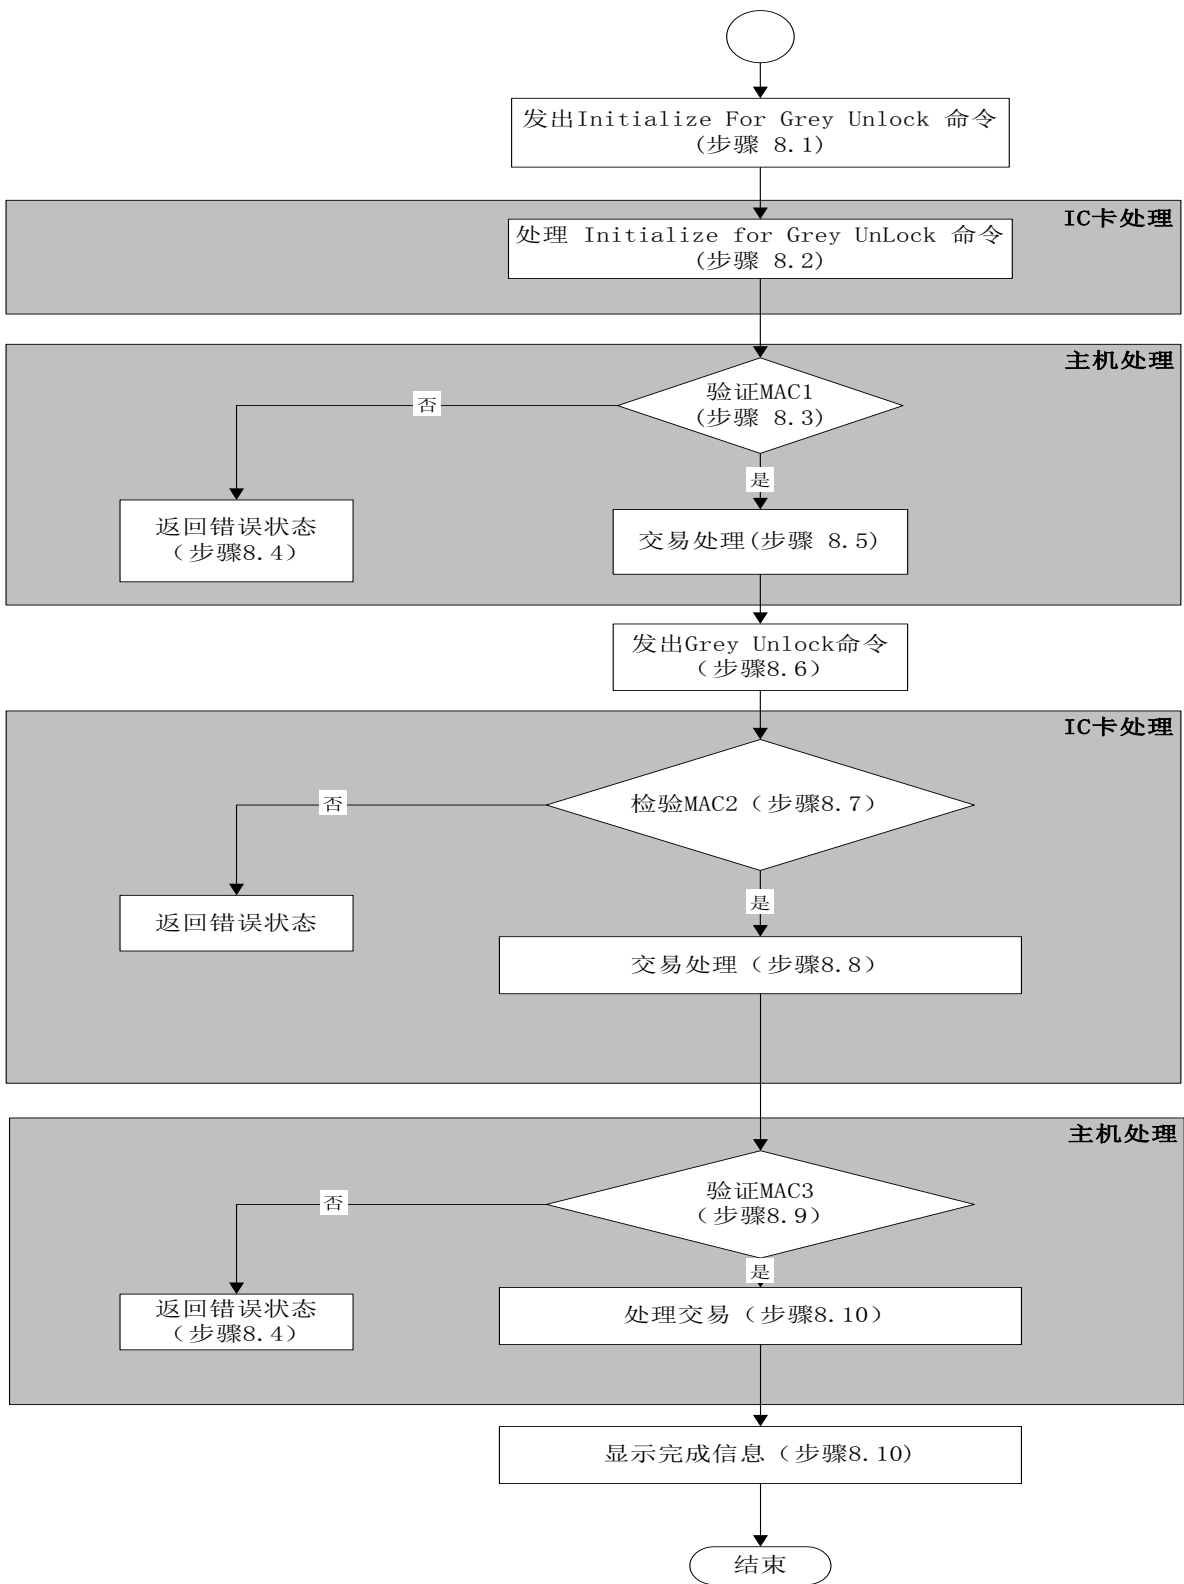 发出Initialize For Grey Unlock 命令
(步骤 8.1)
IC卡处理
处理 Initialize for Grey UnLock 命令
(步骤 8.2)
主机处理
验证MAC1
(步骤 8.3)
否
是
返回错误状态
（步骤8.4）
交易处理(步骤 8.5)
发出Grey Unlock命令
（步骤8.6）
IC卡处理
检验MAC2（步骤8.7）
否
是
返回错误状态
交易处理（步骤8.8）
主机处理
验证MAC3
（步骤8.9）
否
是
返回错误状态
（步骤8.4）
处理交易（步骤8.10）
显示完成信息（步骤8.10）
结束